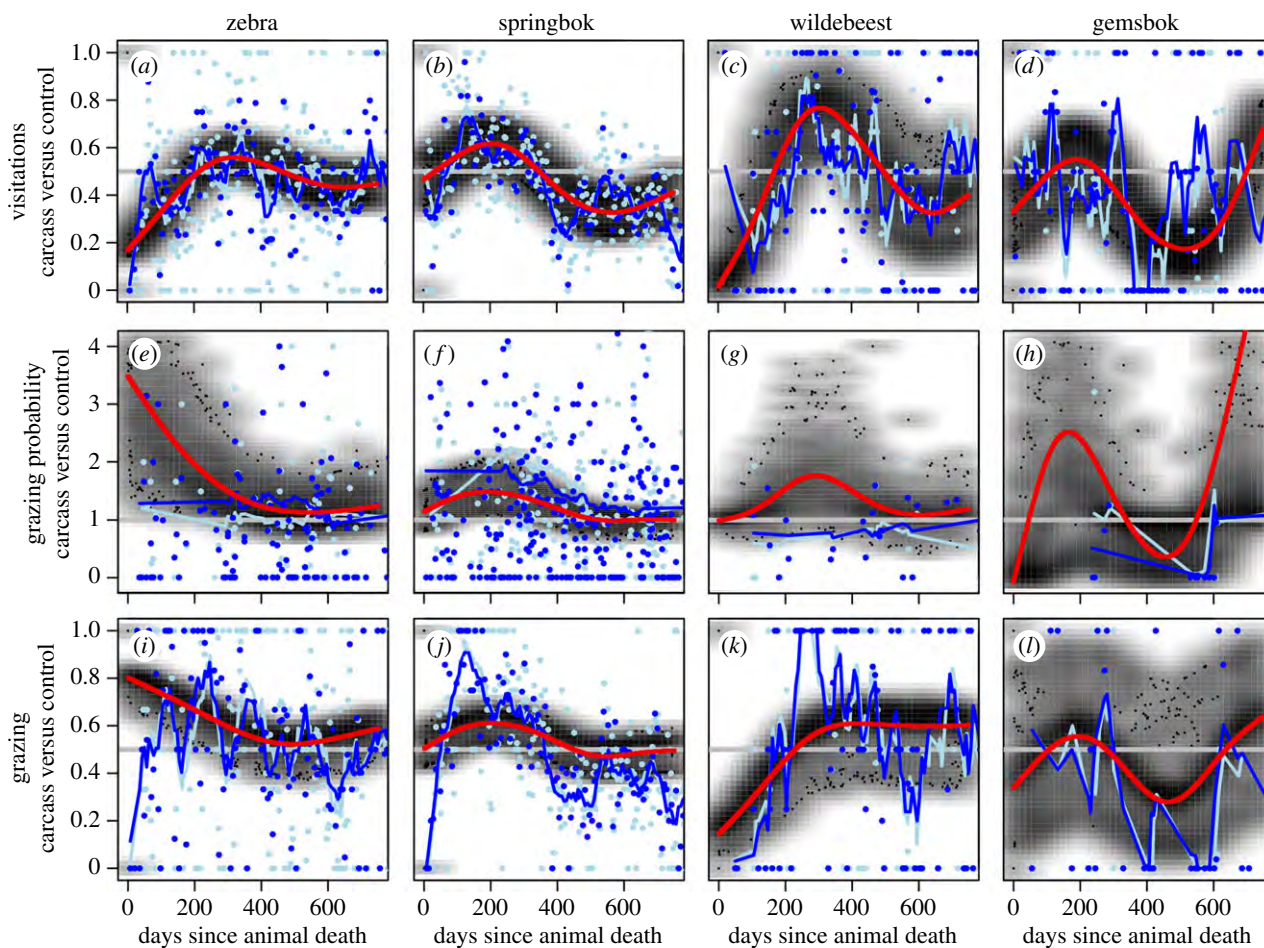 zebra springbok wildebeest gemsbok
visitations
carcass versus control
1.0
0.8
0.6
0.4
0.2
0
(a) (b) (c) (d)
grazing probability
carcass versus control
4
3
2
1
0
(e) (f) (g) (h)
grazing
carcass versus control
1.0
0.8
0.6
0.4
0.2
0
(i) (j) (k) (l)
0 200 400 600 0 200 400 600 0 200 400 600 0 200 400 600
days since animal death days since animal death days since animal death days since animal death